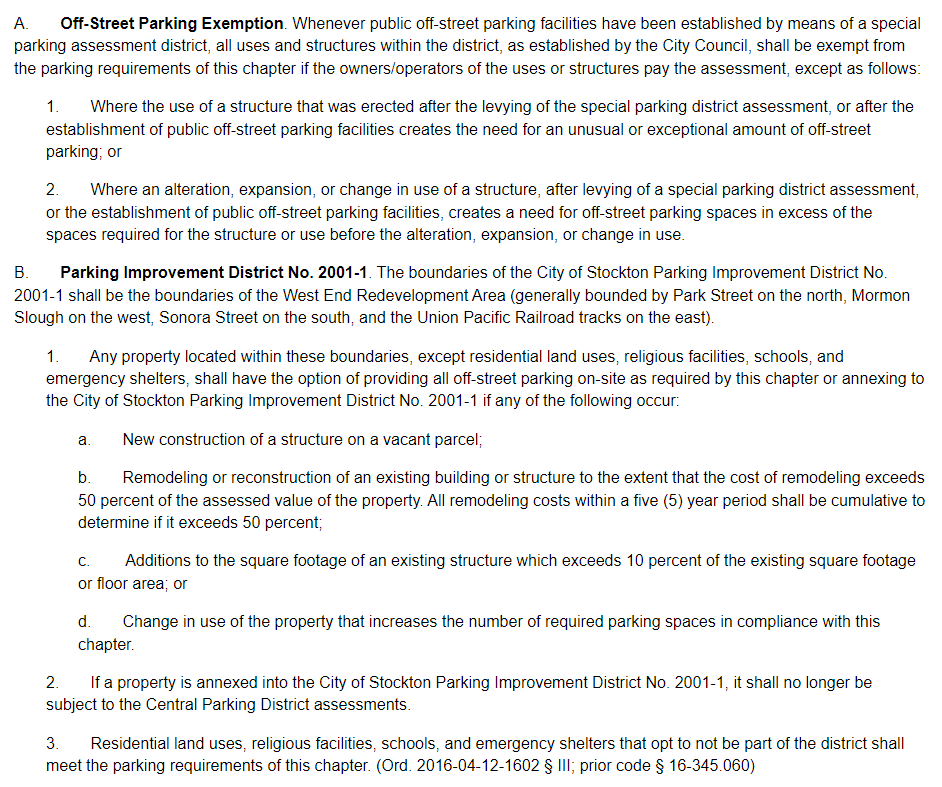 A. Off-Street Parking Exemption. Whenever public off-street parking facilities have been established by means of a special
parking assessment district, all uses and structures within the district, as established by the City Council, shall be exempt from
the parking requirements of this chapter if the owners/operators of the uses or structures pay the assessment, except as follows:
1. Where the use of a structure that was erected after the levying of the special parking district assessment, or after the
establishment of public off-street parking facilities creates the need for an unusual or exceptional amount of off-street
parking; or
2. Where an alteration, expansion, or change in use of a structure, after levying of a special parking district assessment,
or the establishment of public off-street parking facilities, creates a need for off-street parking spaces in excess of the
spaces required for the structure or use before the alteration, expansion, or change in use.
B. Parking Improvement District No. 2001-1. The boundaries of the City of Stockton Parking Improvement District No.
2001-1 shall be the boundaries of the West End Redevelopment Area (generally bounded by Park Street on the north, Mormon
Slough on the west, Sonora Street on the south, and the Union Pacific Railroad tracks on the east).
1. Any property located within these boundaries, except residential land uses, religious facilities, schools, and
emergency shelters, shall have the option of providing all off-street parking on-site as required by this chapter or annexing to
the City of Stockton Parking Improvement District No. 2001-1 if any of the following occur:
a. New construction of a structure on a vacant parcel;
b. Remodeling or reconstruction of an existing building or structure to the extent that the cost of remodeling exceeds
50 percent of the assessed value of the property. All remodeling costs within a five (5) year period shall be cumulative to
determine if it exceeds 50 percent;
c. Additions to the square footage of an existing structure which exceeds 10 percent of the existing square footage
or floor area; or
d. Change in use of the property that increases the number of required parking spaces in compliance with this
chapter.
2. If a property is annexed into the City of Stockton Parking Improvement District No. 2001-1, it shall no longer be
subject to the Central Parking District assessments.
3. Residential land uses, religious facilities, schools, and emergency shelters that opt to not be part of the district shall
meet the parking requirements of this chapter. (Ord. 2016-04-12-1602 § III; prior code § 16-345.060)